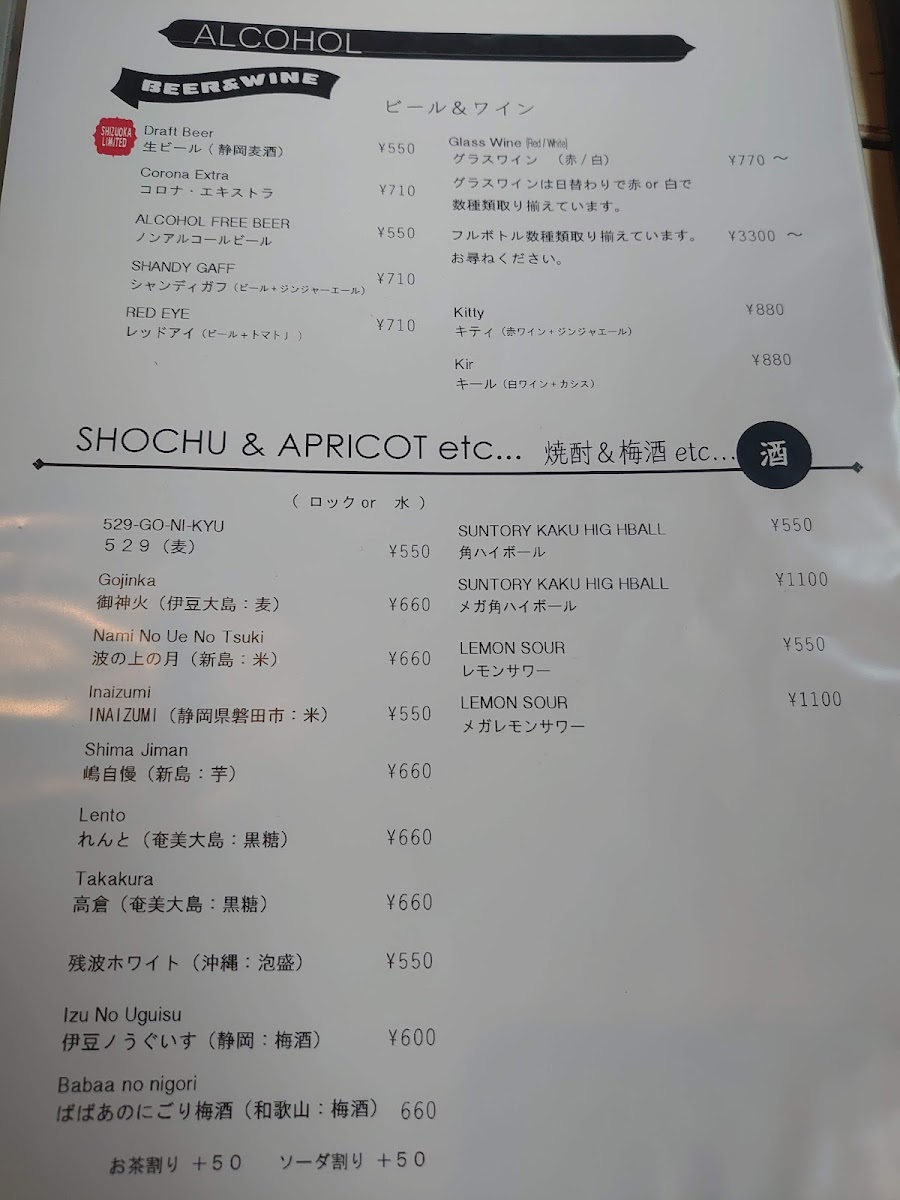 ALCOHOL
BEER&WINE
ビール＆ワイン
SHIZUOKA
LIMITED
Draft Beer
生ビール（静岡麦酒） ¥550
Corona Extra
コロナ・エキストラ ¥710
ALCOHOL FREE BEER
ノンアルコールビール ¥550
SHANDY GAFF
シャンディガフ（ビール+ジンジャーエール） ¥710
RED EYE
レッドアイ（ビール+トマトJ ） ¥710
Glass Wine (Red/White)
グラスワイン （赤/白） ¥770 〜
グラスワインは日替わりで赤 or 白で
数種類取り揃えています。
フルボトル数種類取り揃えています。 ¥3300 〜
お尋ねください。
Kitty ¥880
キティ（赤ワイン+ジンジャエール）
Kir ¥880
キール（白ワイン+カシス）
SHOCHU & APRICOT etc... 焼酎＆梅酒 etc... 酒
（ ロック or 水 ）
529-GO-NI-KYU
５２９（麦） ¥550
Gojinka
御神火（伊豆大島：麦） ¥660
Nami No Ue No Tsuki
波の上の月（新島：米） ¥660
Inaizumi
INAIZUMI（静岡県磐田市：米） ¥550
Shima Jiman
嶋自慢（新島：芋） ¥660
Lento
れんと（奄美大島：黒糖） ¥660
Takakura
高倉（奄美大島：黒糖） ¥660
残波ホワイト（沖縄：泡盛） ¥550
Izu No Uguisu
伊豆ノうぐいす（静岡：梅酒） ¥600
Babaa no nigori
ばばあのにごり梅酒（和歌山：梅酒） 660
お茶割り +50 ソーダ割り +50
SUNTORY KAKU HIG HBALL ¥550
角ハイボール
SUNTORY KAKU HIG HBALL ¥1100
メガ角ハイボール
LEMON SOUR ¥550
レモンサワー
LEMON SOUR ¥1100
メガレモンサワー